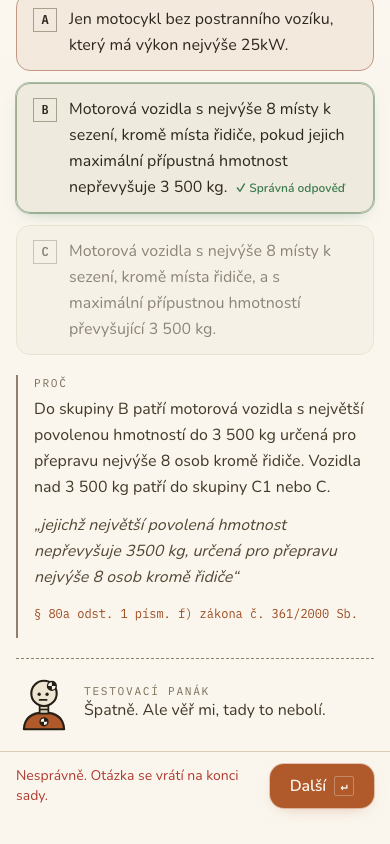 A Jen motocykl bez postranního vozíku,
který má výkon nejvýše 25kW.
B Motorová vozidla s nejvýše 8 místy k
sezení, kromě místa řidiče, pokud jejich
maximální přípustná hmotnost
nepřevyšuje 3 500 kg. ✓ Správná odpověď
C Motorová vozidla s nejvýše 8 místy k
sezení, kromě místa řidiče, a s
maximální přípustnou hmotností
převyšující 3 500 kg.
PROČ
Do skupiny B patří motorová vozidla s největší
povolenou hmotností do 3 500 kg určená pro
přepravu nejvýše 8 osob kromě řidiče. Vozidla
nad 3 500 kg patří do skupiny C1 nebo C.
„jejichž největší povolená hmotnost
nepřevyšuje 3500 kg, určená pro přepravu
nejvýše 8 osob kromě řidiče“
§ 80a odst. 1 písm. f) zákona č. 361/2000 Sb.
TESTOVACÍ PANÁK
Špatně. Ale věř mi, tady to nebolí.
Nesprávně. Otázka se vrátí na konci
sady.
Další ↵